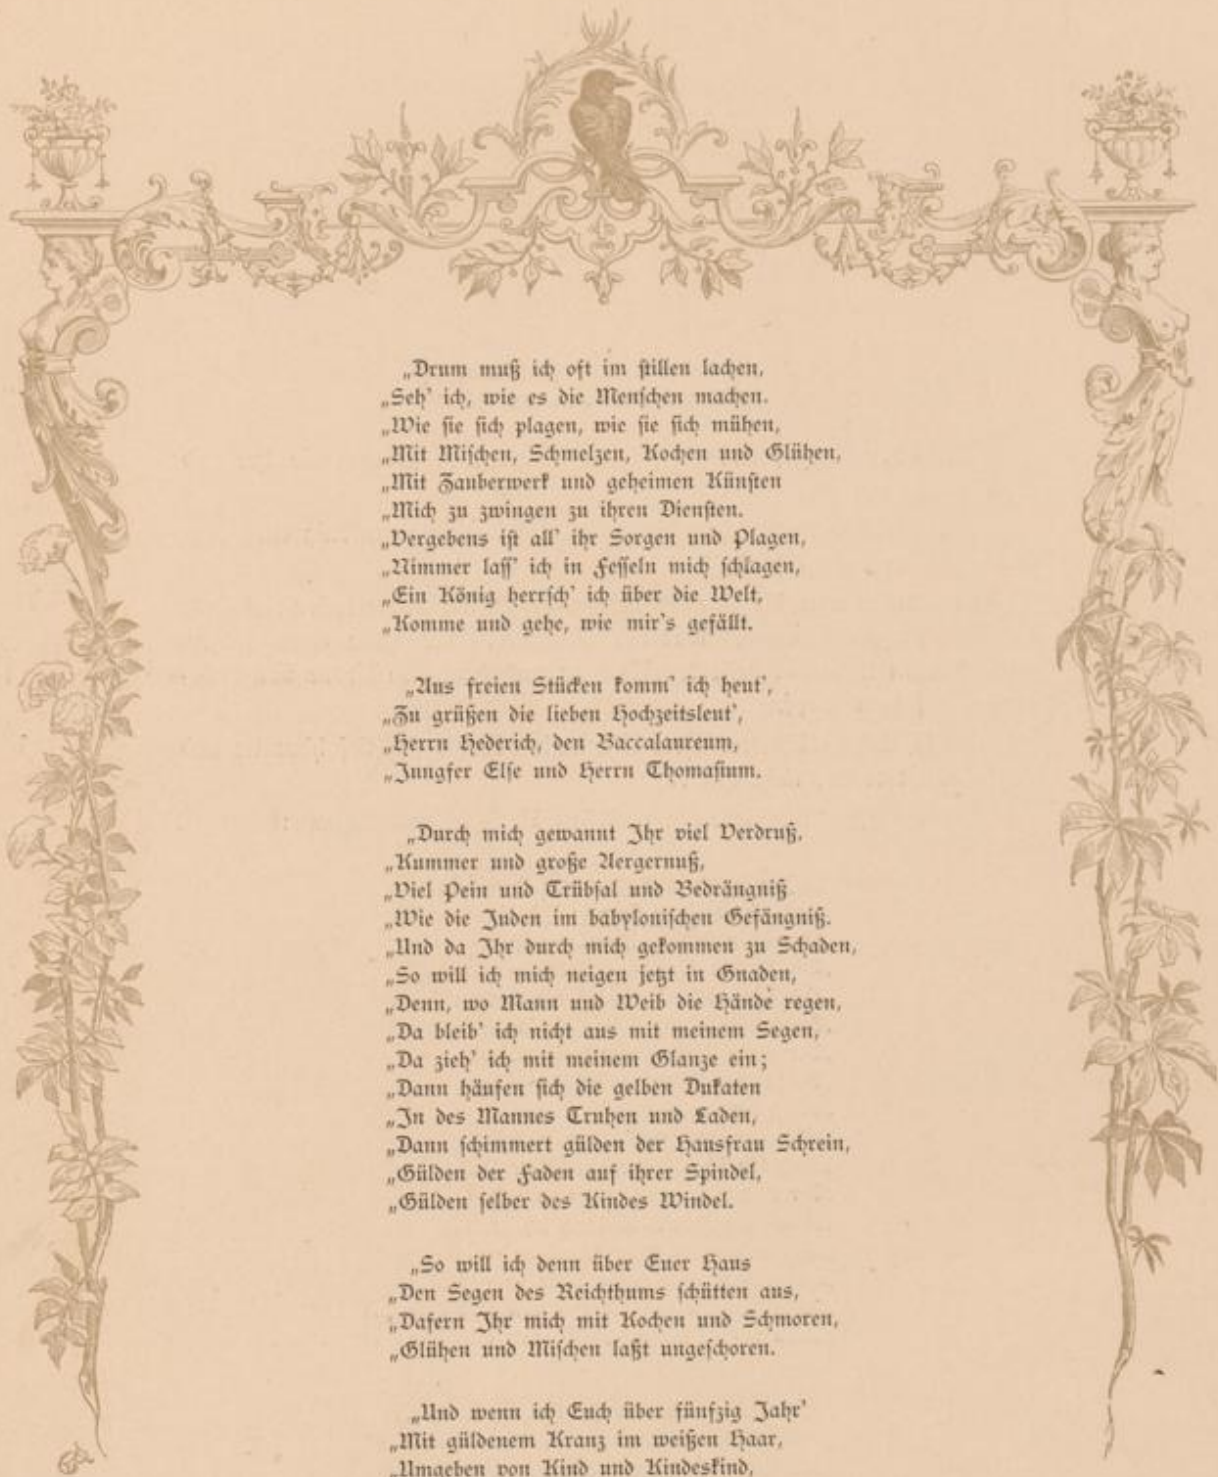 „Drum muß ich oft im stillen lachen,
„Seh' ich, wie es die Menschen machen.
„Wie sie sich plagen, wie sie sich mühen,
„Mit Mischen, Schmelzen, Kochen und Glühen,
„Mit Zauberwerk und geheimen Künsten
„Mich zu zwingen zu ihren Diensten.
„Vergebens ist all' ihr Sorgen und Plagen,
„Nimmer lass' ich in Fesseln mich schlagen,
„Ein König herrsch' ich über die Welt,
„Komme und gehe, wie mir's gefällt.
„Aus freien Stücken komm' ich heut',
„Zu grüßen die lieben Hochzeitsleut',
„Herrn Hederich, den Baccalaureum,
„Jungfer Else und Herrn Thomasium.
„Durch mich gewannt Ihr viel Verdruß,
„Kummer und große Aergernuß,
„Viel Pein und Trübsal und Bedrängniß
„Wie die Juden im babylonischen Gefängniß.
„Und da Ihr durch mich gekommen zu Schaden,
„So will ich mich neigen jetzt in Gnaden,
„Denn, wo Mann und Weib die Hände regen,
„Da bleib' ich nicht aus mit meinem Segen,
„Da zieh' ich mit meinem Glanze ein;
„Dann häufen sich die gelben Dukaten
„In des Mannes Truhen und Laden,
„Dann schimmert gülden der Hausfrau Schrein,
„Gülden der Faden auf ihrer Spindel,
„Gülden selber des Kindes Windel.
„So will ich denn über Euer Haus
„Den Segen des Reichthums schütten aus,
„Dafern Ihr mich mit Kochen und Schmoren,
„Glühen und Mischen laßt ungeschoren.
„Und wenn ich Euch über fünfzig Jahr'
„Mit güldenem Kranz im weißen Haar,
„Umgeben von Kind und Kindeskind,